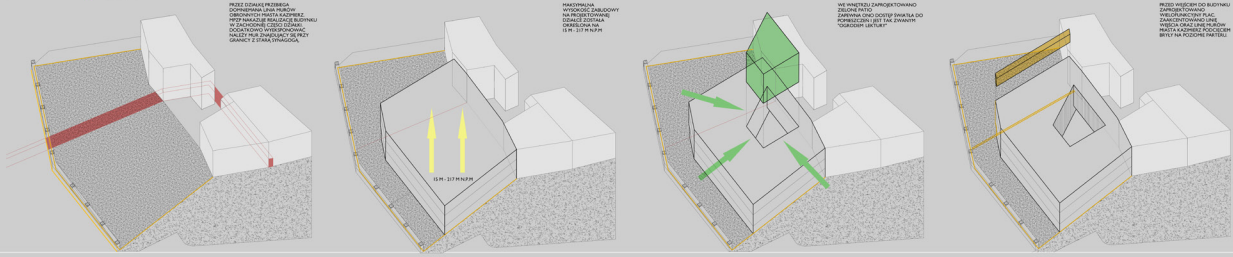 PRZEZ DZIAŁKĘ PRZEBIEGA
DOMNIEMANA LINIA MURÓW
OBRONNYCH MIASTA KAZIMIERZ.
MPZP NAKAZUJE REALIZACJĘ BUDYNKU
W ZACHODNIEJ CZĘŚCI DZIAŁKI
DODATKOWO WYEKSPONOWAĆ
NALEŻY MUR ZNAJDUJĄCY SIĘ PRZY
GRANICY Z STARĄ SYNAGOGĄ.
MAKSYMALNA
WYSOKOŚĆ ZABUDOWY
NA PROJEKTOWANEJ
DZIAŁCE ZOSTAŁA
OKREŚLONA NA
15 M - 217 M N.P.M
15 M - 217 M N.P.M
WE WNĘTRZU ZAPROJEKTOWANO
ZIELONE PATIO
ZAPEWNIA ONO DOSTĘP ŚWIATŁA DO
POMIESZCZEŃ I JEST TAK ZWANYM
"OGRODEM LEKTURY"
PRZED WEJŚCIEM DO BUDYNKU
ZAPROJEKTOWANO
WIELOFUNKCYJNY PLAC.
ZAAKCENTOWANO LINIĘ
WEJŚCIA ORAZ LINIĘ MURÓW
MIASTA KAZIMIERZ PODCIĘCIEM
BRYŁY NA POZIOMIE PARTERU.